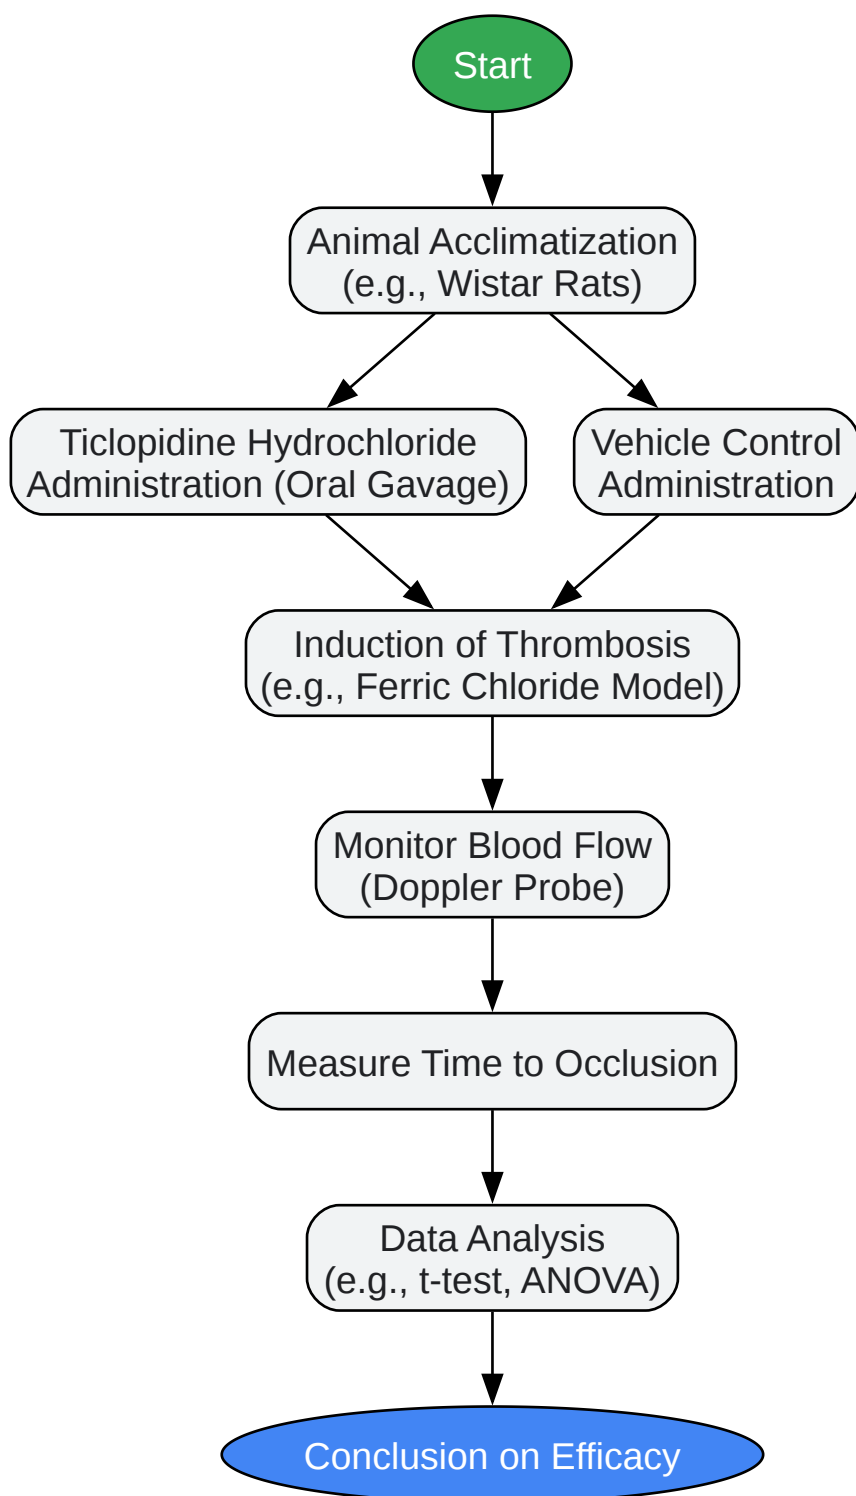 Start
Animal Acclimatization
(e.g., Wistar Rats)
Ticlopidine Hydrochloride
Administration (Oral Gavage)
Vehicle Control
Administration
Induction of Thrombosis
(e.g., Ferric Chloride Model)
Monitor Blood Flow
(Doppler Probe)
Measure Time to Occlusion
Data Analysis
(e.g., t-test, ANOVA)
Conclusion on Efficacy